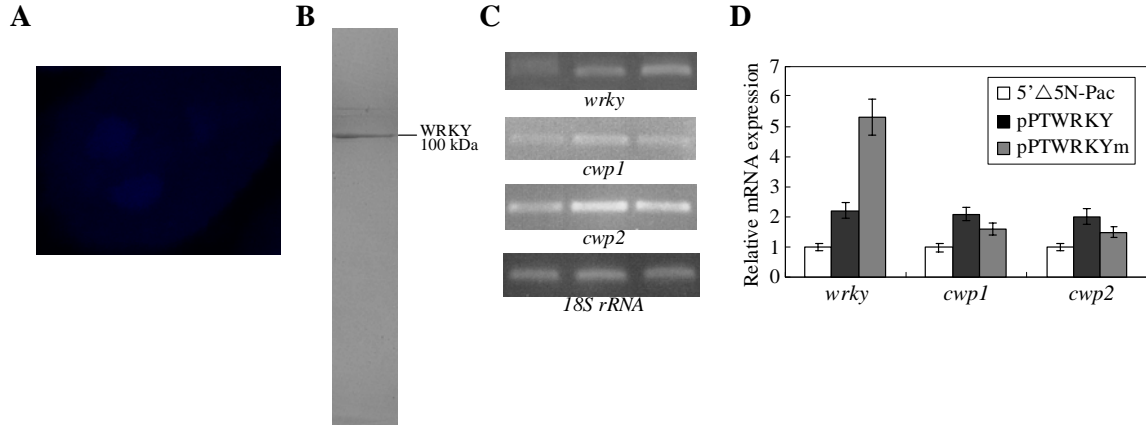 A
B
C
D
WRKY
100 kDa
wrky
cwp1
cwp2
18S rRNA
Relative mRNA expression
7
6
5
4
3
2
1
0
5’△5N-Pac
pPTWRKY
pPTWRKYm
wrky
cwp1
cwp2